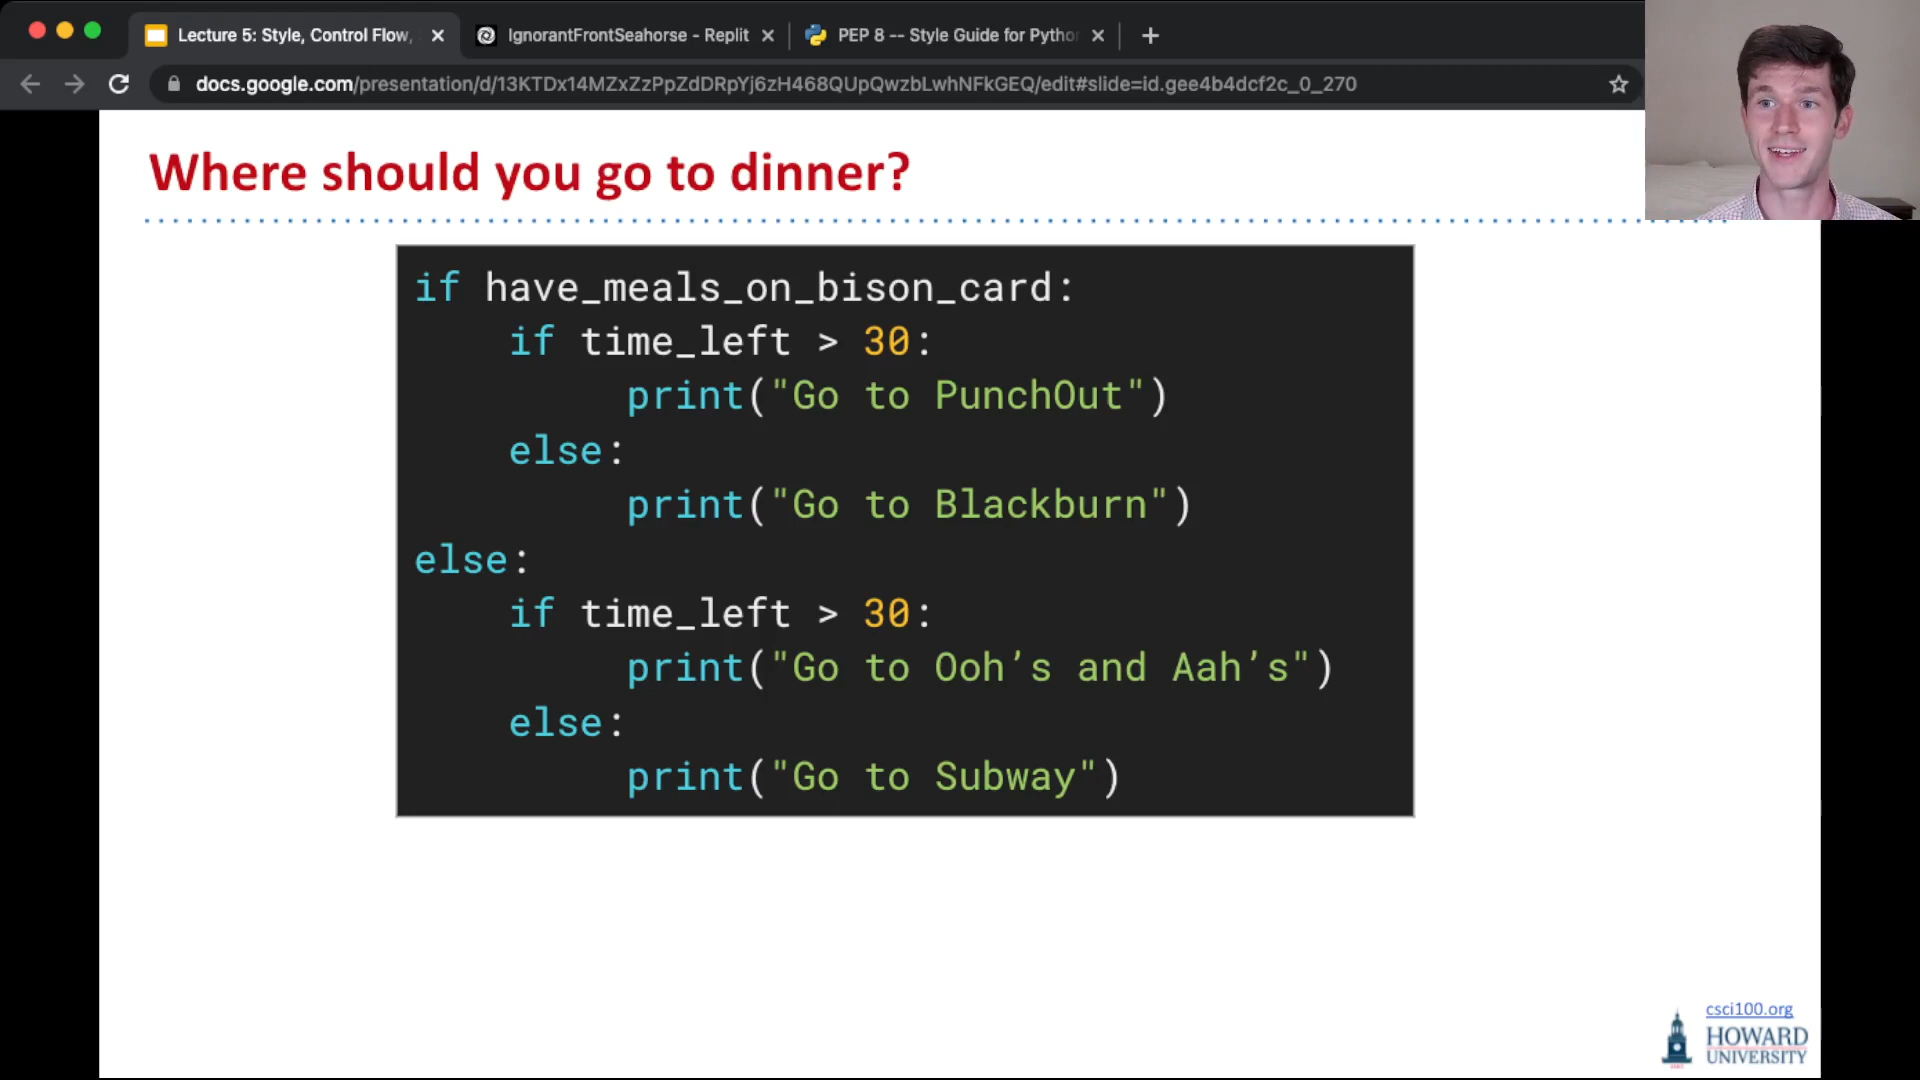 Lecture 5: Style, Control Flow,
IgnorantFrontSeahorse - Replit
PEP 8 -- Style Guide for Pytho
docs.google.com/presentation/d/13KTDx14MZxZzPpZdDRpYj6zH468QUpQwzbLwhNFkGEQ/edit#slide=id.gee4b4dcf2c_0_270
Where should you go to dinner?
if have_meals_on_bison_card:
if time_left > 30:
print("Go to PunchOut")
else:
print("Go to Blackburn")
else:
if time_left > 30:
print("Go to Ooh’s and Aah’s")
else:
print("Go to Subway")
csci100.org
HOWARD
UNIVERSITY